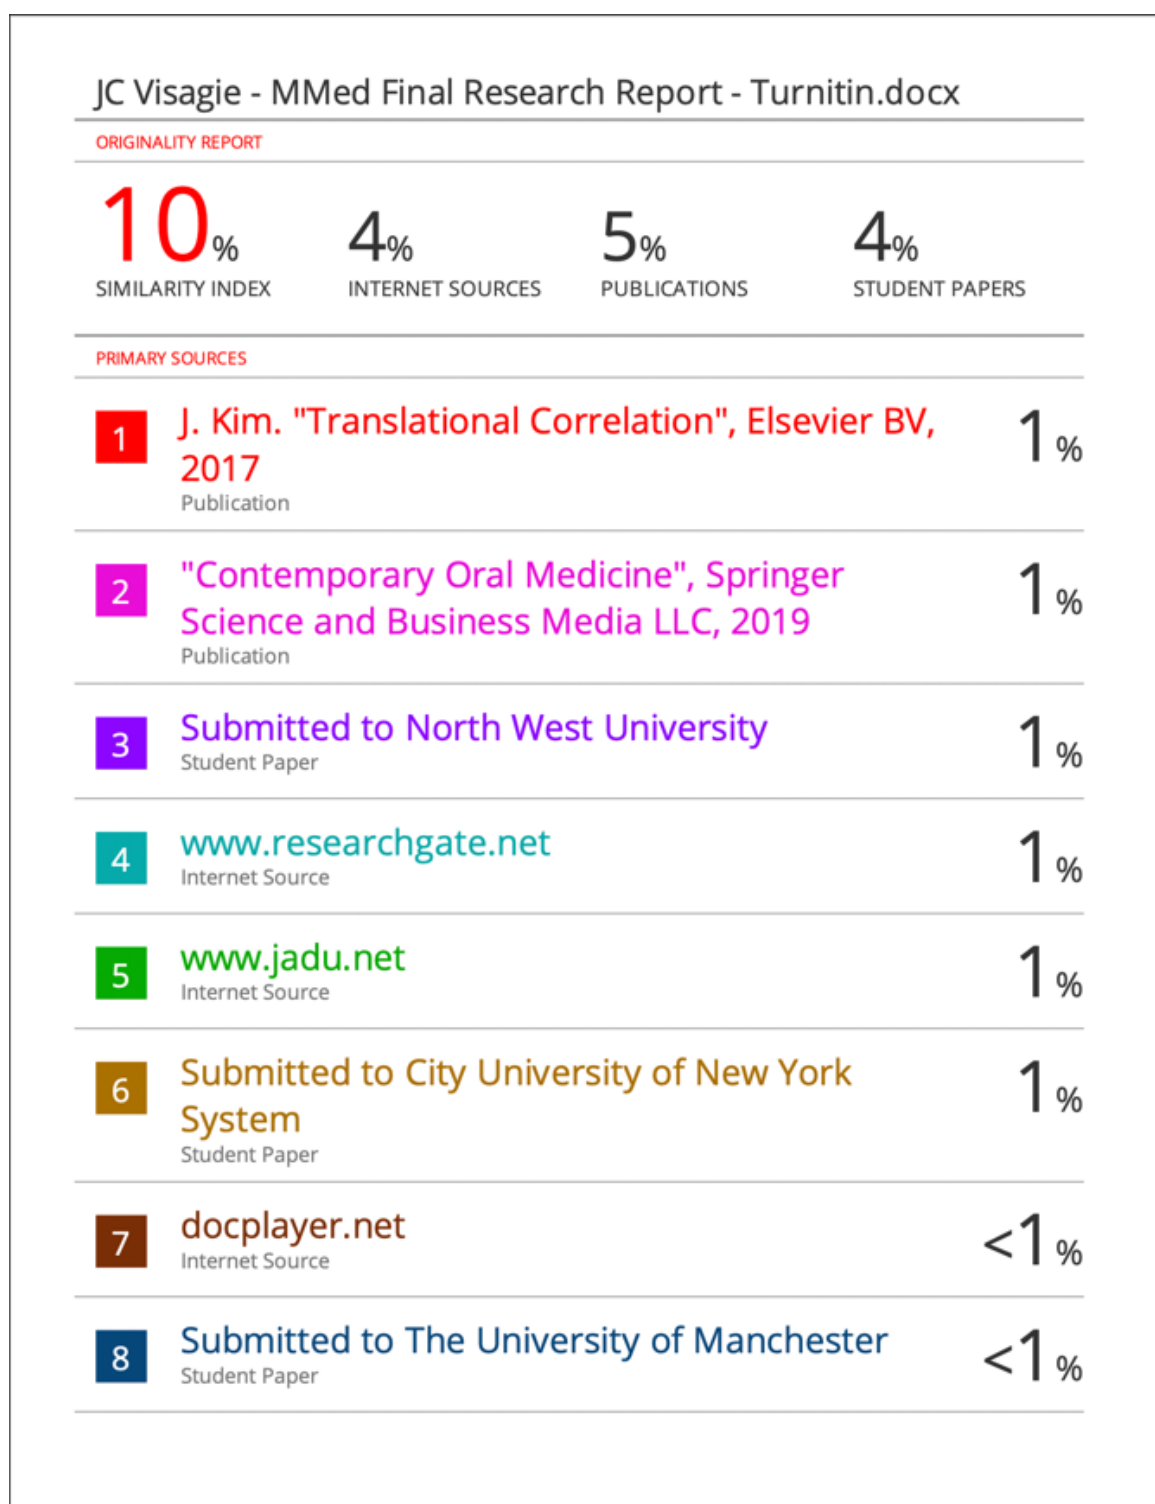 JC Visagie - MMed Final Research Report - Turnitin.docx
ORIGINALITY REPORT
10% 4% 5% 4%
SIMILARITY INDEX INTERNET SOURCES PUBLICATIONS STUDENT PAPERS
PRIMARY SOURCES
1 J. Kim. "Translational Correlation", Elsevier BV, 1%
2017
Publication
2 "Contemporary Oral Medicine", Springer 1%
Science and Business Media LLC, 2019
Publication
3 Submitted to North West University 1%
Student Paper
4 www.researchgate.net 1%
Internet Source
5 www.jadu.net 1%
Internet Source
6 Submitted to City University of New York 1%
System
Student Paper
7 docplayer.net <1%
Internet Source
8 Submitted to The University of Manchester <1%
Student Paper